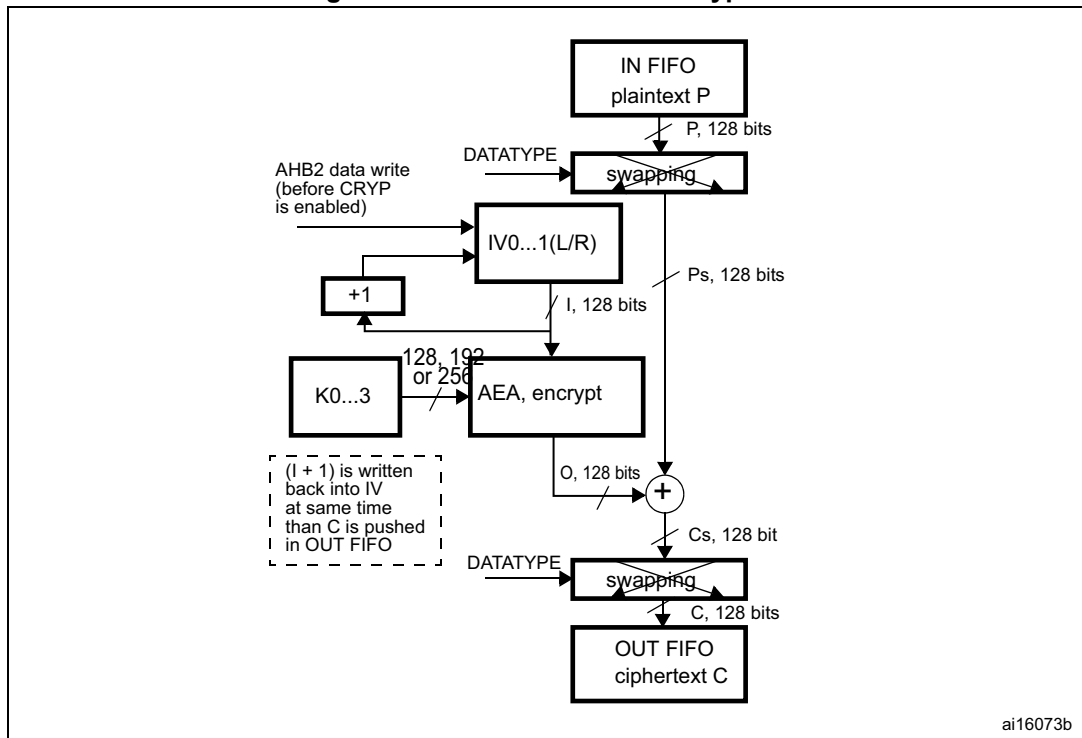 IN FIFO
plaintext P
P, 128 bits
DATATYPE
swapping
AHB2 data write
(before CRYP
is enabled)
IV0...1(L/R)
Ps, 128 bits
+1
I, 128 bits
128, 192
or 256
K0...3
AEA, encrypt
(I + 1) is written
back into IV
at same time
than C is pushed
in OUT FIFO
O, 128 bits
+
Cs, 128 bit
DATATYPE
swapping
C, 128 bits
OUT FIFO
ciphertext C
ai16073b